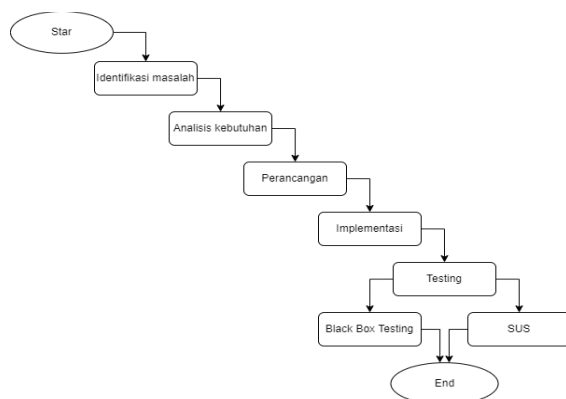 Star
Identifikasi masalah
Analisis kebutuhan
Perancangan
Implementasi
Testing
Black Box Testing
SUS
End